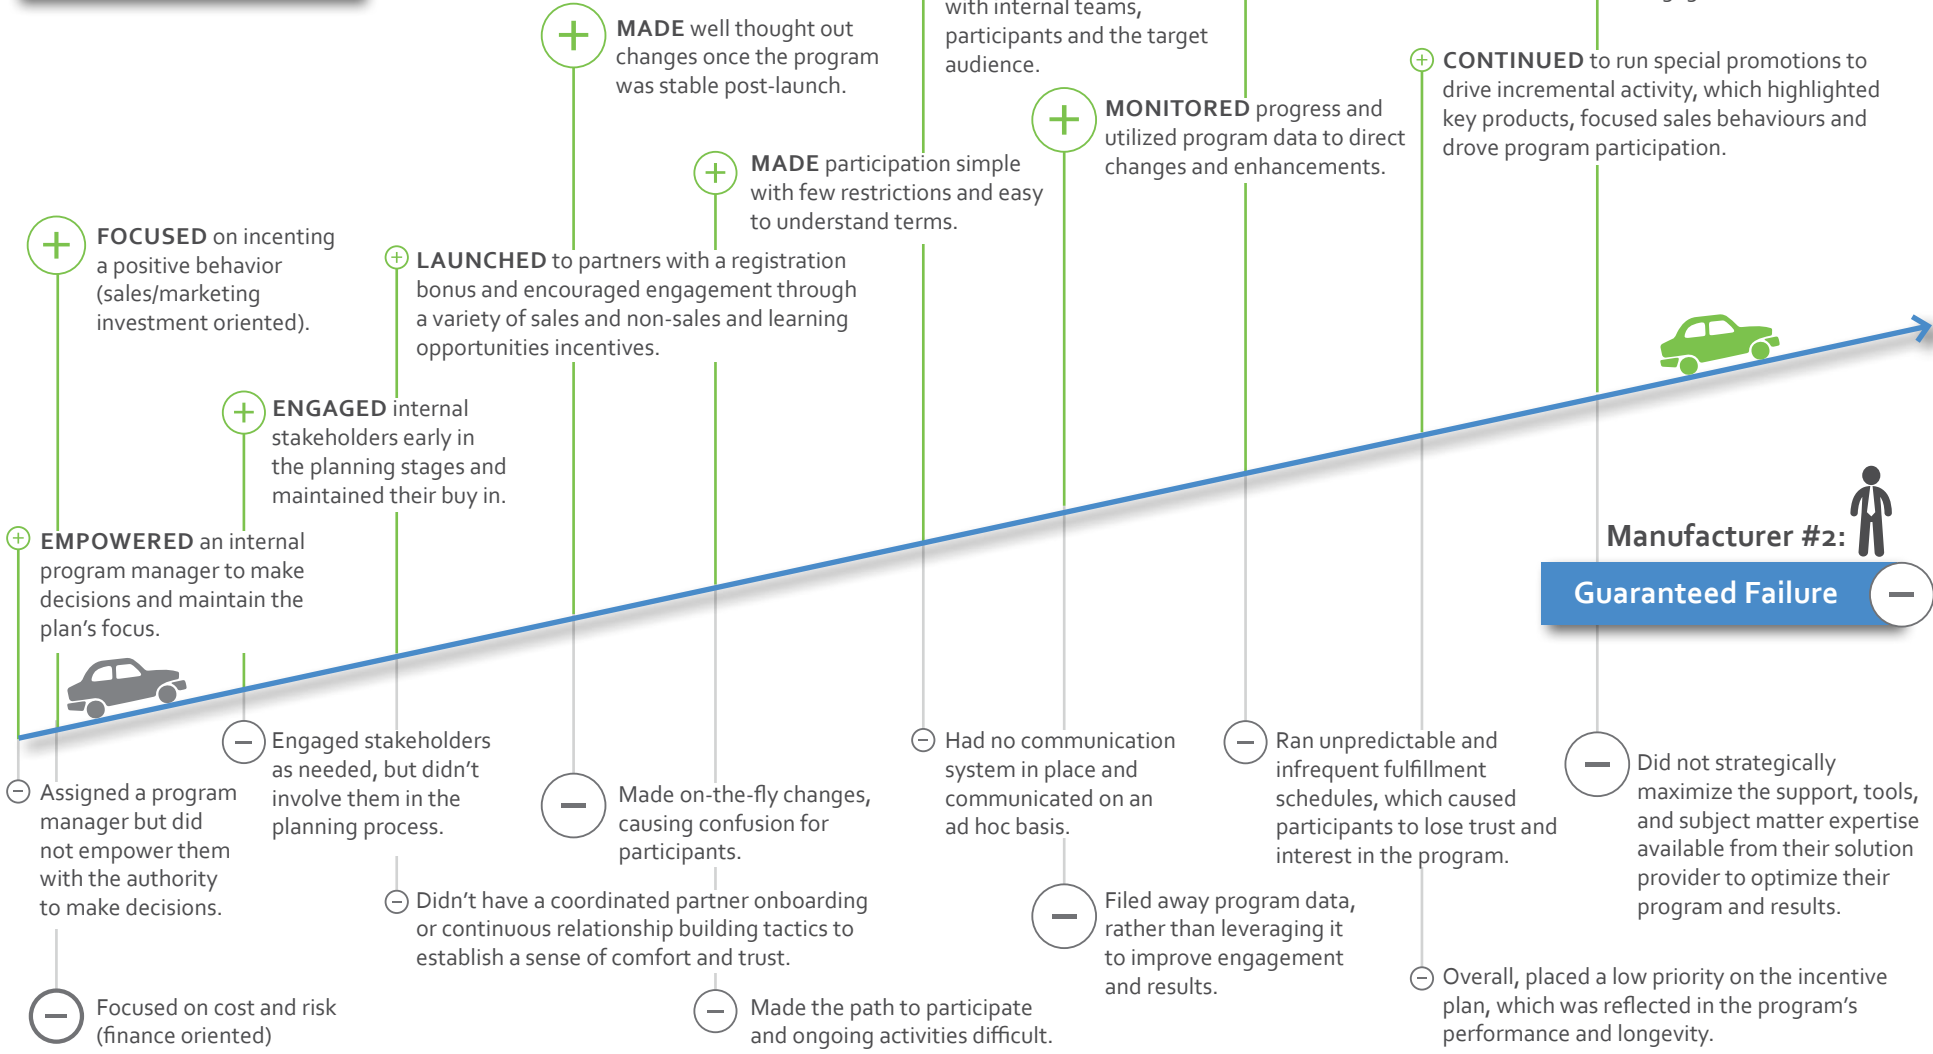 with internal teams,
participants and the target
audience.
MADE well thought out
changes once the program
was stable post-launch.
CONTINUED to run special promotions to
drive incremental activity, which highlighted
key products, focused sales behaviours and
drove program participation.
MONITORED progress and
utilized program data to direct
changes and enhancements.
MADE participation simple
with few restrictions and easy
to understand terms.
FOCUSED on incenting
a positive behavior
(sales/marketing
investment oriented).
LAUNCHED to partners with a registration
bonus and encouraged engagement through
a variety of sales and non-sales and learning
opportunities incentives.
ENGAGED internal
stakeholders early in
the planning stages and
maintained their buy in.
EMPOWERED an internal
program manager to make
decisions and maintain the
plan's focus.
Manufacturer #2:
Guaranteed Failure
Assigned a program
manager but did
not empower them
with the authority
to make decisions.
Engaged stakeholders
as needed, but didn't
involve them in the
planning process.
Made on-the-fly changes,
causing confusion for
participants.
Had no communication
system in place and
communicated on an
ad hoc basis.
Ran unpredictable and
infrequent fulfillment
schedules, which caused
participants to lose trust and
interest in the program.
Did not strategically
maximize the support, tools,
and subject matter expertise
available from their solution
provider to optimize their
program and results.
Didn't have a coordinated partner onboarding
or continuous relationship building tactics to
establish a sense of comfort and trust.
Filed away program data,
rather than leveraging it
to improve engagement
and results.
Focused on cost and risk
(finance oriented)
Made the path to participate
and ongoing activities difficult.
Overall, placed a low priority on the incentive
plan, which was reflected in the program's
performance and longevity.